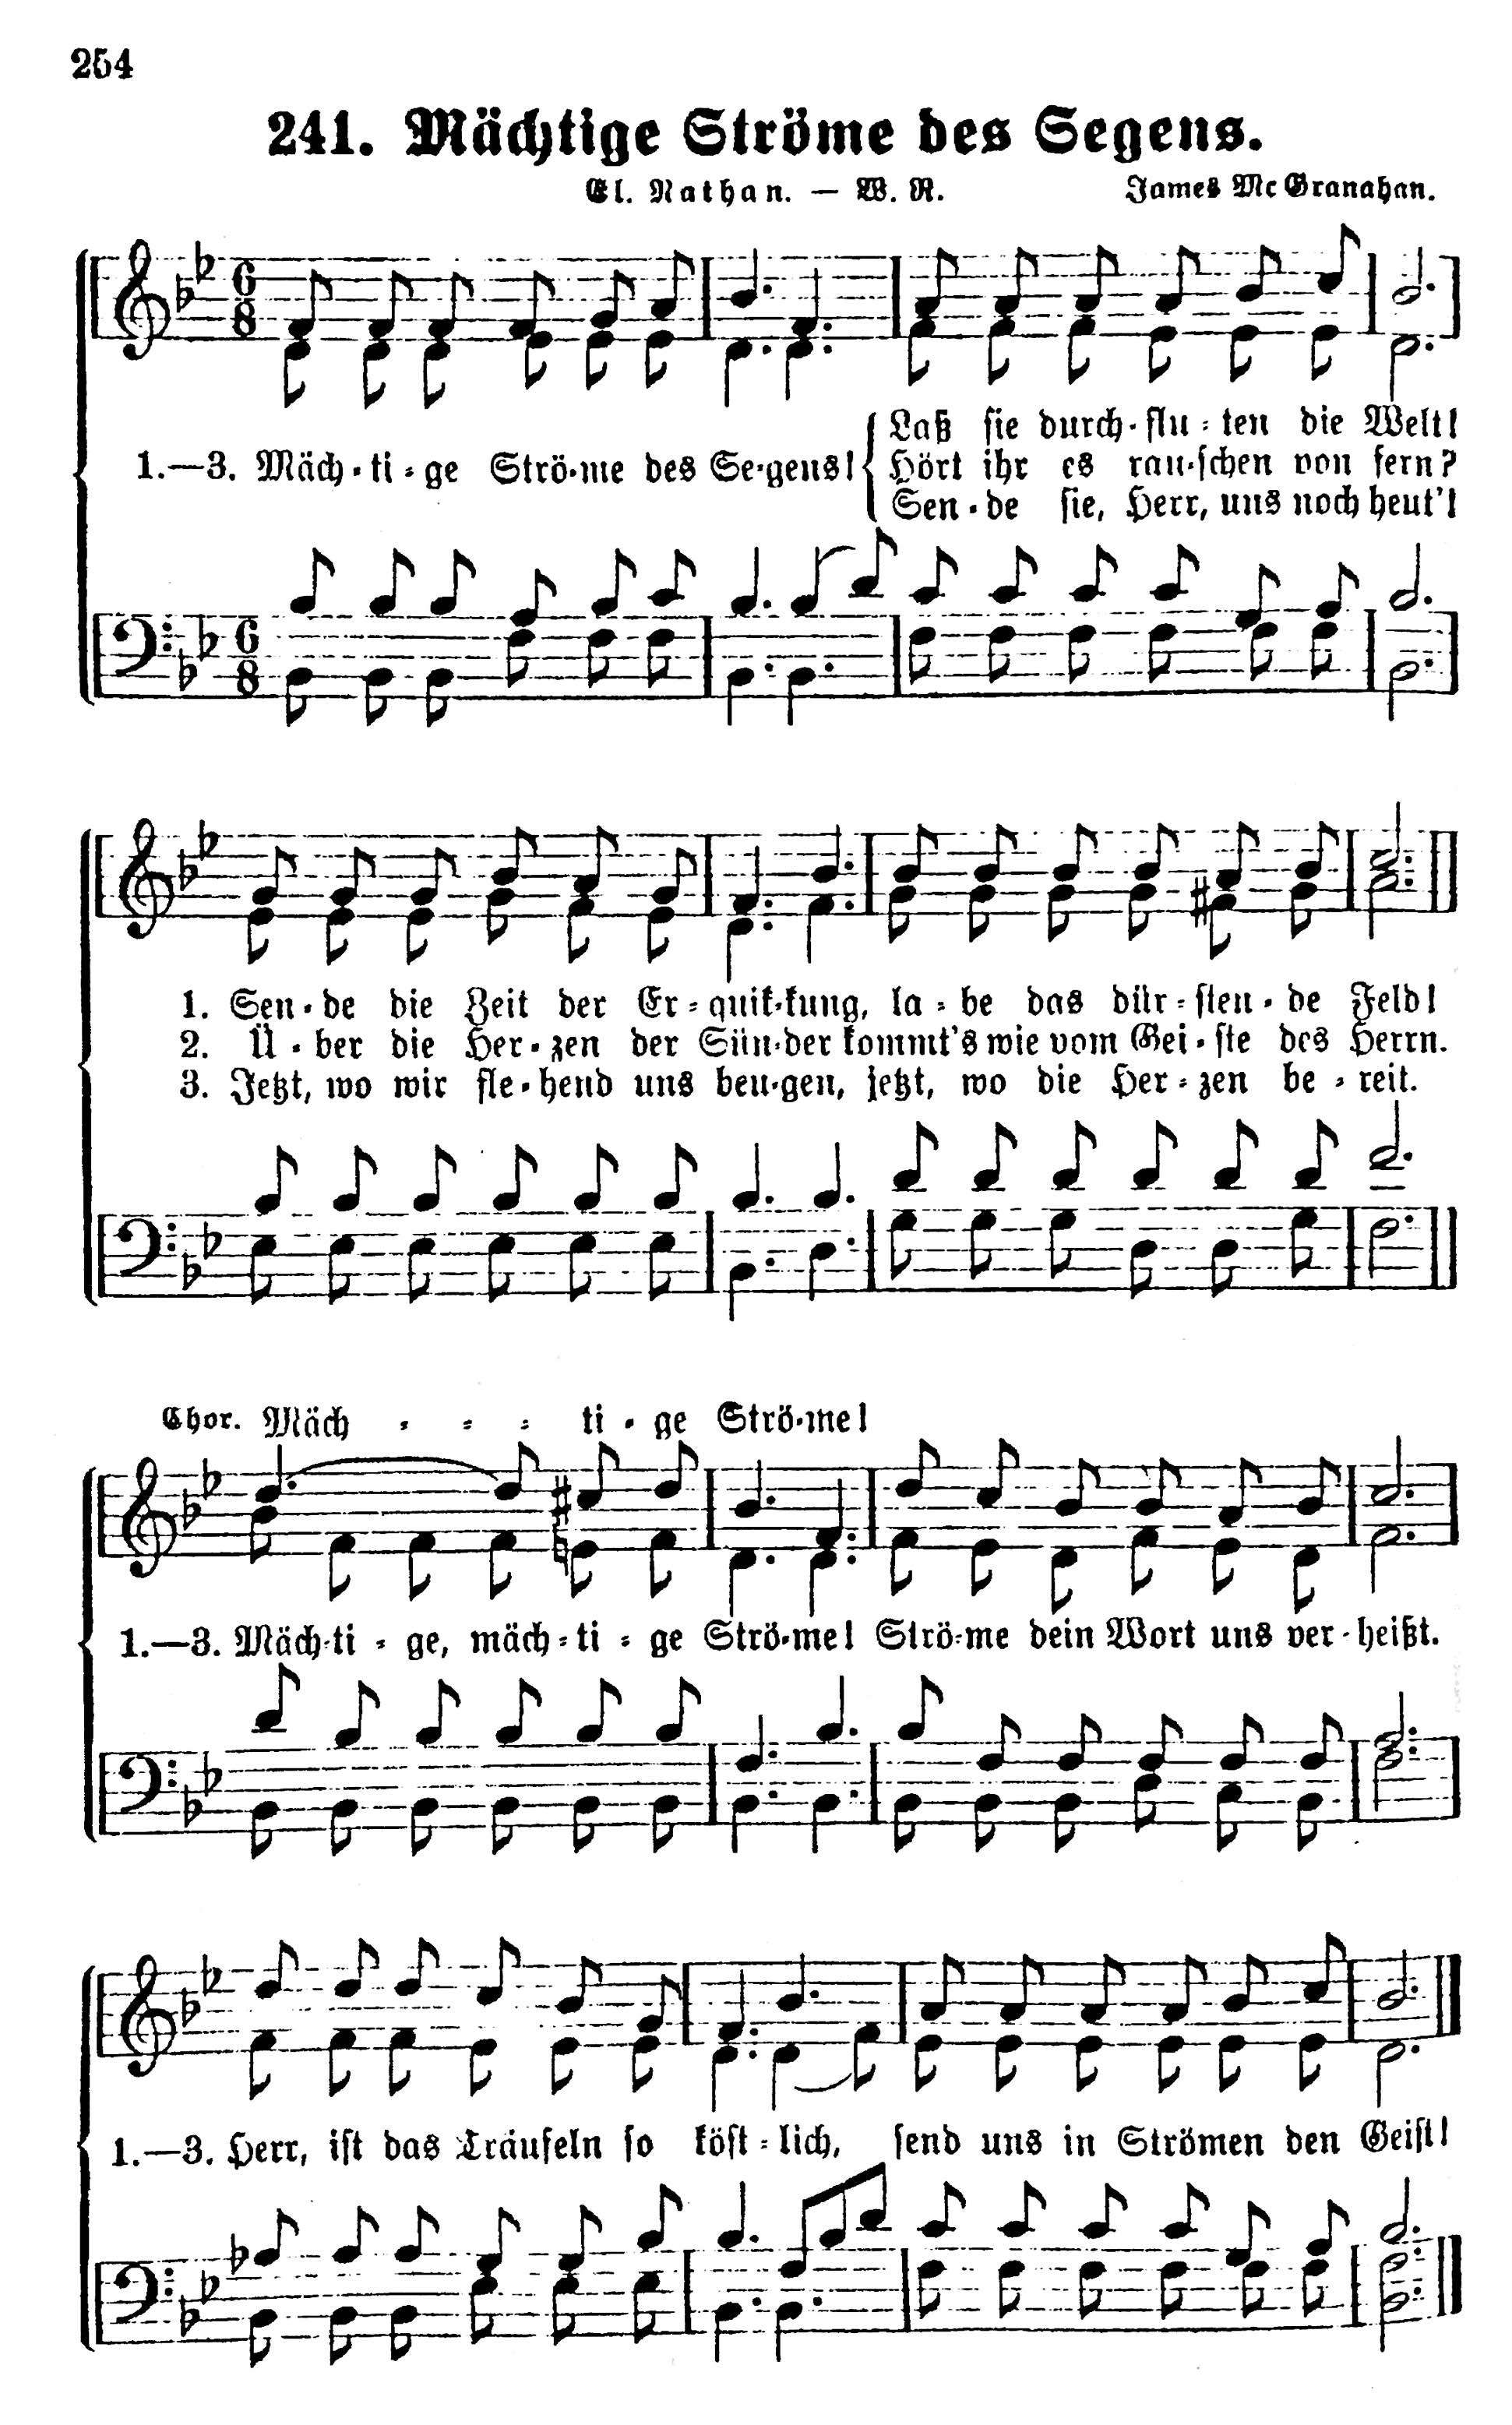 254
241. Mächtige Ströme des Segens.
El. Nathan. — W. R. James Mc Granahan.
Laß sie durch-flu-ten die Welt!
1.—3. Mäch-ti-ge Strö-me des Se-gens! Hört ihr es rau-schen von fern?
Sen-de sie, Herr, uns noch heut'!
1. Sen-de die Zeit der Er-quik-kung, la-be das dür-sten-de Feld!
2. Ü-ber die Her-zen der Sün-der kommt's wie vom Gei-ste des Herrn.
3. Jetzt, wo wir fle-hend uns beu-gen, jetzt, wo die Her-zen be-reit.
Chor. Mäch - - - ti-ge Strö-me!
1.—3. Mäch-ti-ge, mäch-ti-ge Strö-me! Strö-me dein Wort uns ver-heißt.
1.—3. Herr, ist das Träufeln so köst-lich, send uns in Strömen den Geist!